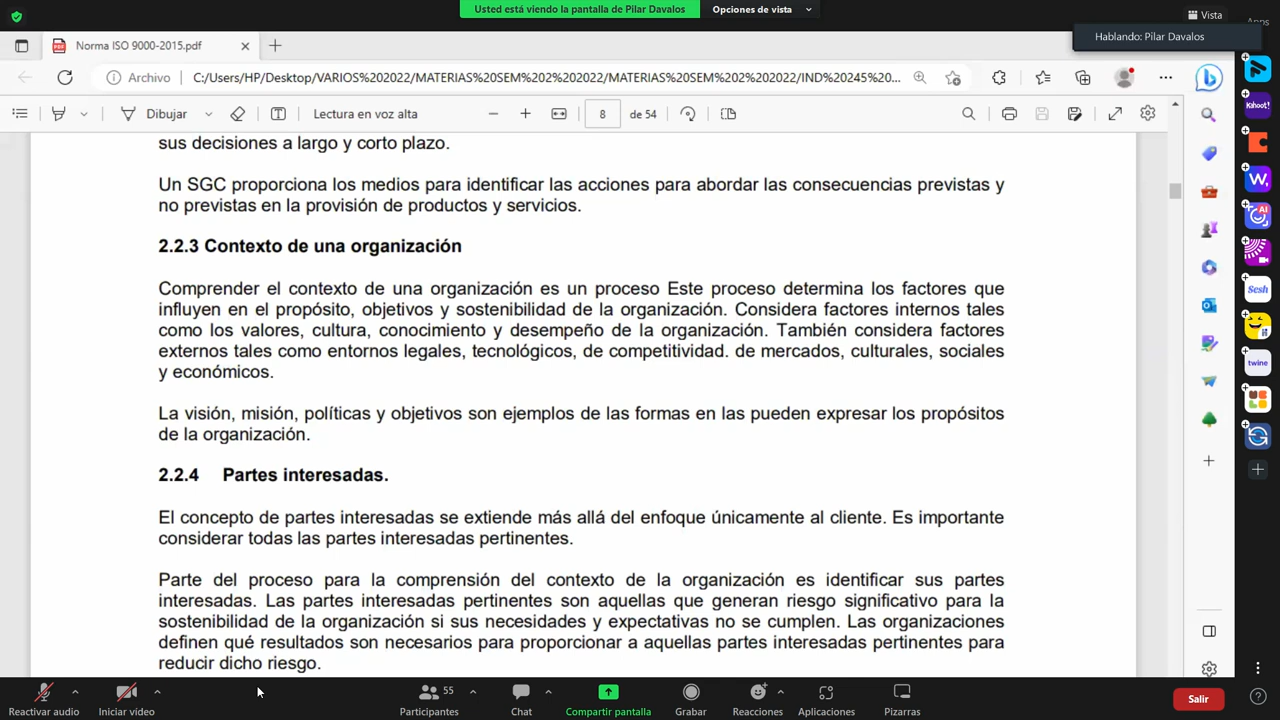 Usted está viendo la pantalla de Pilar Davalos
Opciones de vista
Vista
Apps
Hablando: Pilar Davalos
Norma ISO 9000-2015.pdf
Archivo
C:/Users/HP/Desktop/VARIOS%202022/MATERIAS%20SEM%202%202022/MATERIAS%20SEM%202%202022/IND%20245%20...
Dibujar
Lectura en voz alta
8
de 54
sus decisiones a largo y corto plazo.
Un SGC proporciona los medios para identificar las acciones para abordar las consecuencias previstas y
no previstas en la provisión de productos y servicios.
2.2.3 Contexto de una organización
Comprender el contexto de una organización es un proceso Este proceso determina los factores que
influyen en el propósito, objetivos y sostenibilidad de la organización. Considera factores internos tales
como los valores, cultura, conocimiento y desempeño de la organización. También considera factores
externos tales como entornos legales, tecnológicos, de competitividad. de mercados, culturales, sociales
y económicos.
La visión, misión, políticas y objetivos son ejemplos de las formas en las pueden expresar los propósitos
de la organización.
2.2.4 Partes interesadas.
El concepto de partes interesadas se extiende más allá del enfoque únicamente al cliente. Es importante
considerar todas las partes interesadas pertinentes.
Parte del proceso para la comprensión del contexto de la organización es identificar sus partes
interesadas. Las partes interesadas pertinentes son aquellas que generan riesgo significativo para la
sostenibilidad de la organización si sus necesidades y expectativas no se cumplen. Las organizaciones
definen qué resultados son necesarios para proporcionar a aquellas partes interesadas pertinentes para
reducir dicho riesgo.
Kahoot!
W,
AI
Sesh
twine
Reactivar audio
Iniciar video
55
Participantes
Chat
Compartir pantalla
Grabar
Reacciones
Aplicaciones
Pizarras
Salir